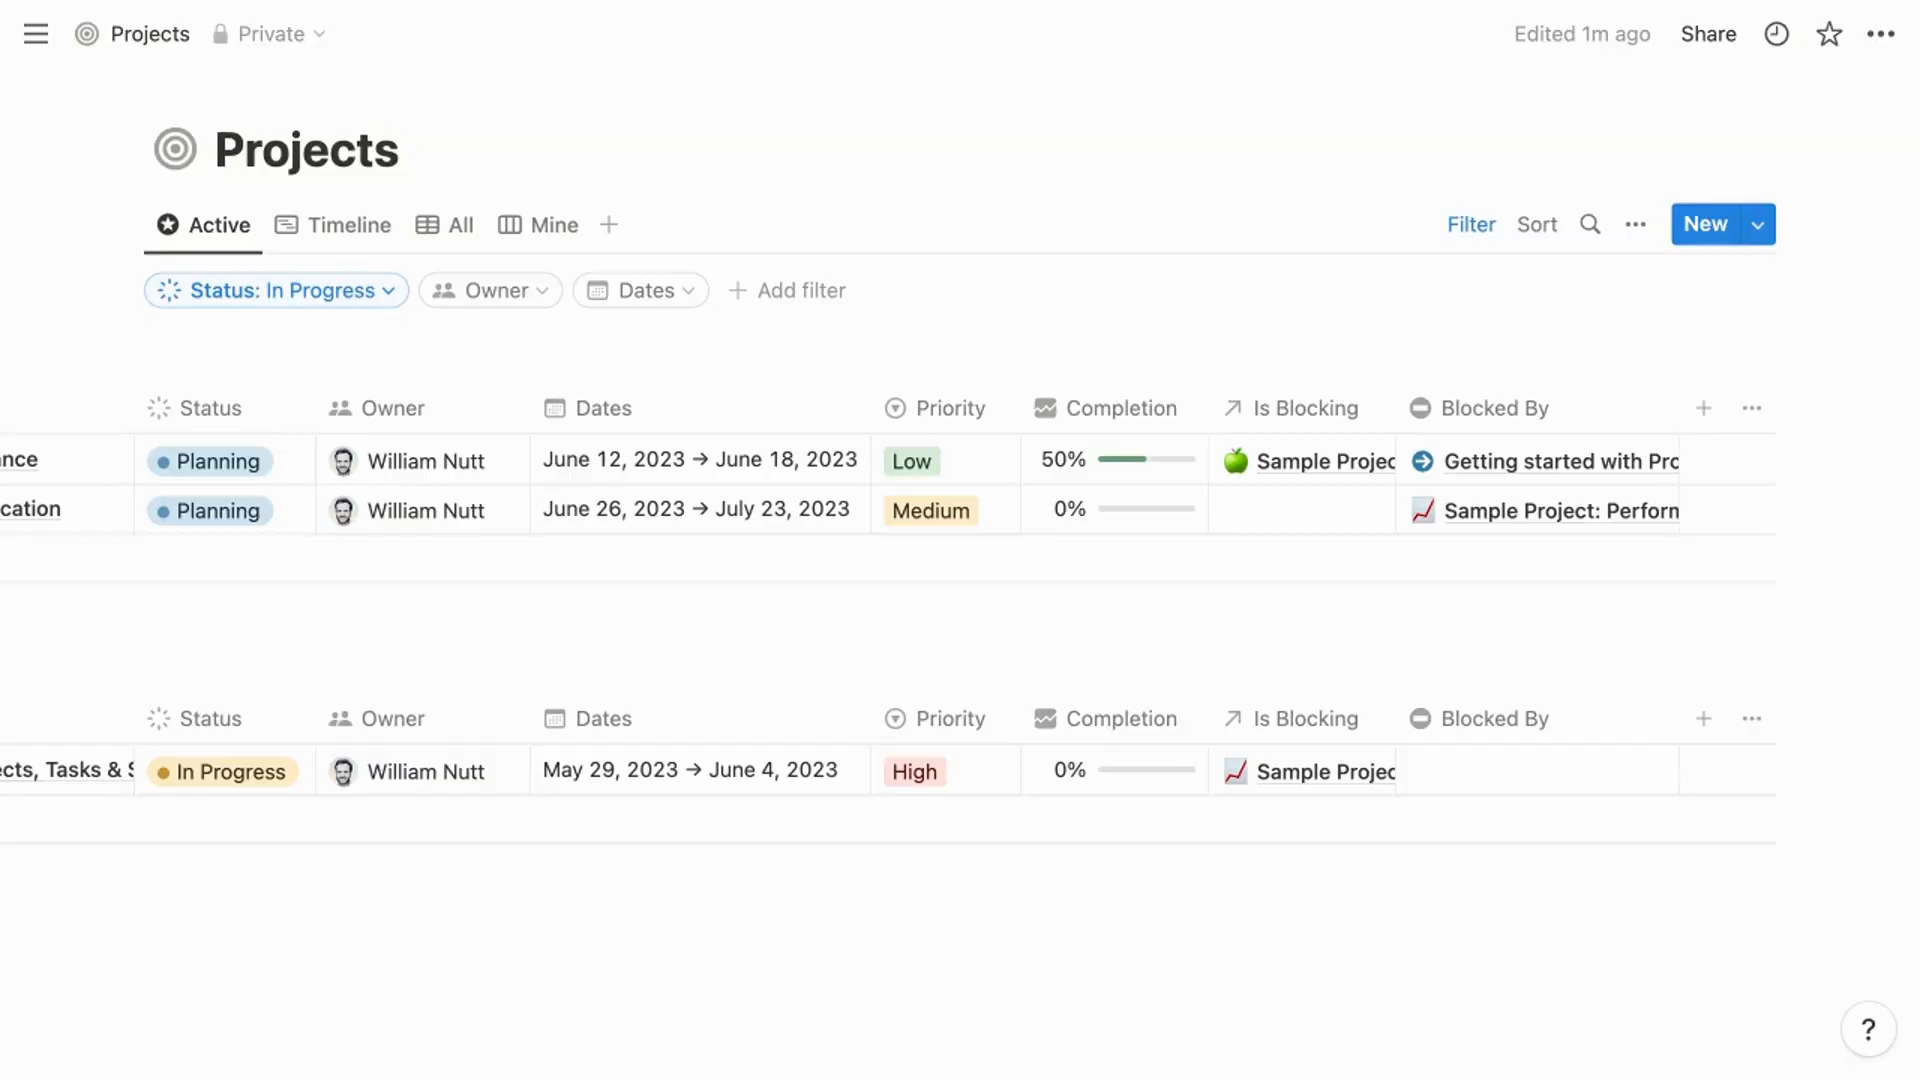 Projects Private Edited 1m ago Share
Projects
Active Timeline All Mine Filter Sort New
Status: In Progress Owner Dates Add filter
Status Owner Dates Priority Completion Is Blocking Blocked By
nce Planning William Nutt June 12, 2023 → June 18, 2023 Low 50% Sample Projec Getting started with Pro
cation Planning William Nutt June 26, 2023 → July 23, 2023 Medium 0% Sample Project: Perforn
Status Owner Dates Priority Completion Is Blocking Blocked By
cts, Tasks & S In Progress William Nutt May 29, 2023 → June 4, 2023 High 0% Sample Projec
?